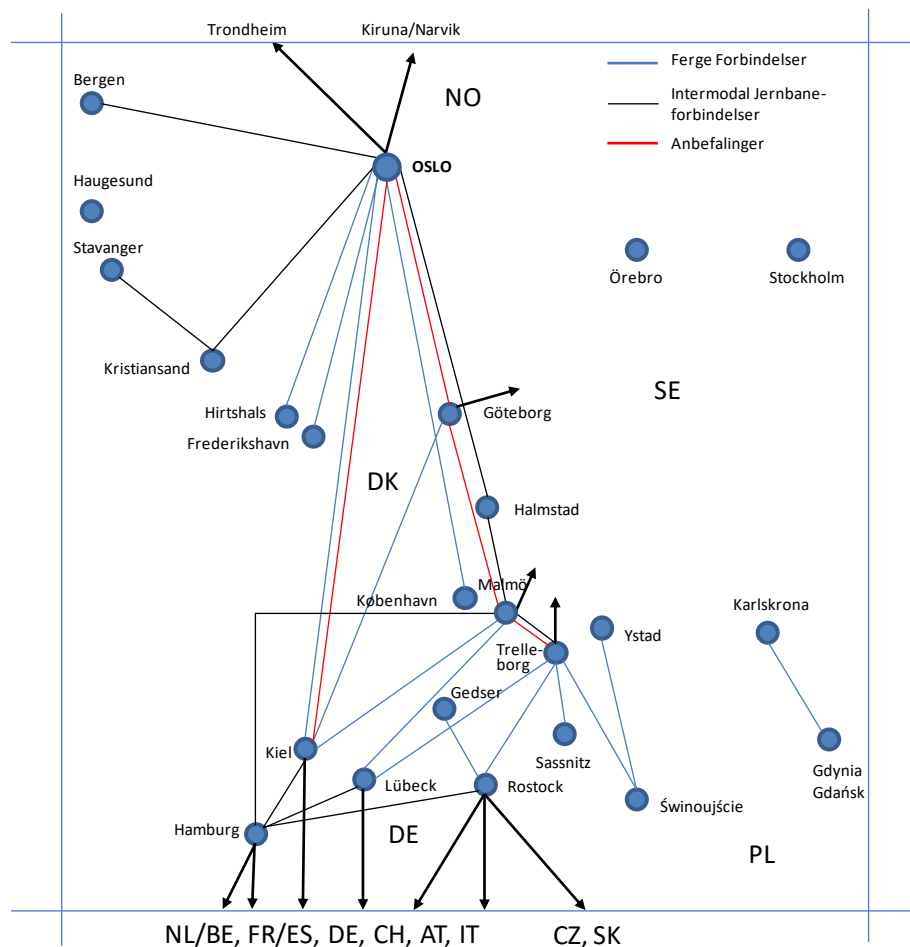 Trondheim
Kiruna/Narvik
Bergen
NO
Ferge Forbindelser
Intermodal Jernbane-
forbindelser
Anbefalinger
OSLO
Haugesund
Stavanger
Örebro
Stockholm
Kristiansand
SE
Hirtshals
Göteborg
Frederikshavn
DK
Halmstad
Malmö
København
Karlskrona
Ystad
Trelle-
borg
Gedser
Kiel
Sassnitz
Lübeck
Rostock
Gdynia
Gdańsk
Świnoujście
Hamburg
DE
PL
NL/BE, FR/ES, DE, CH, AT, IT
CZ, SK